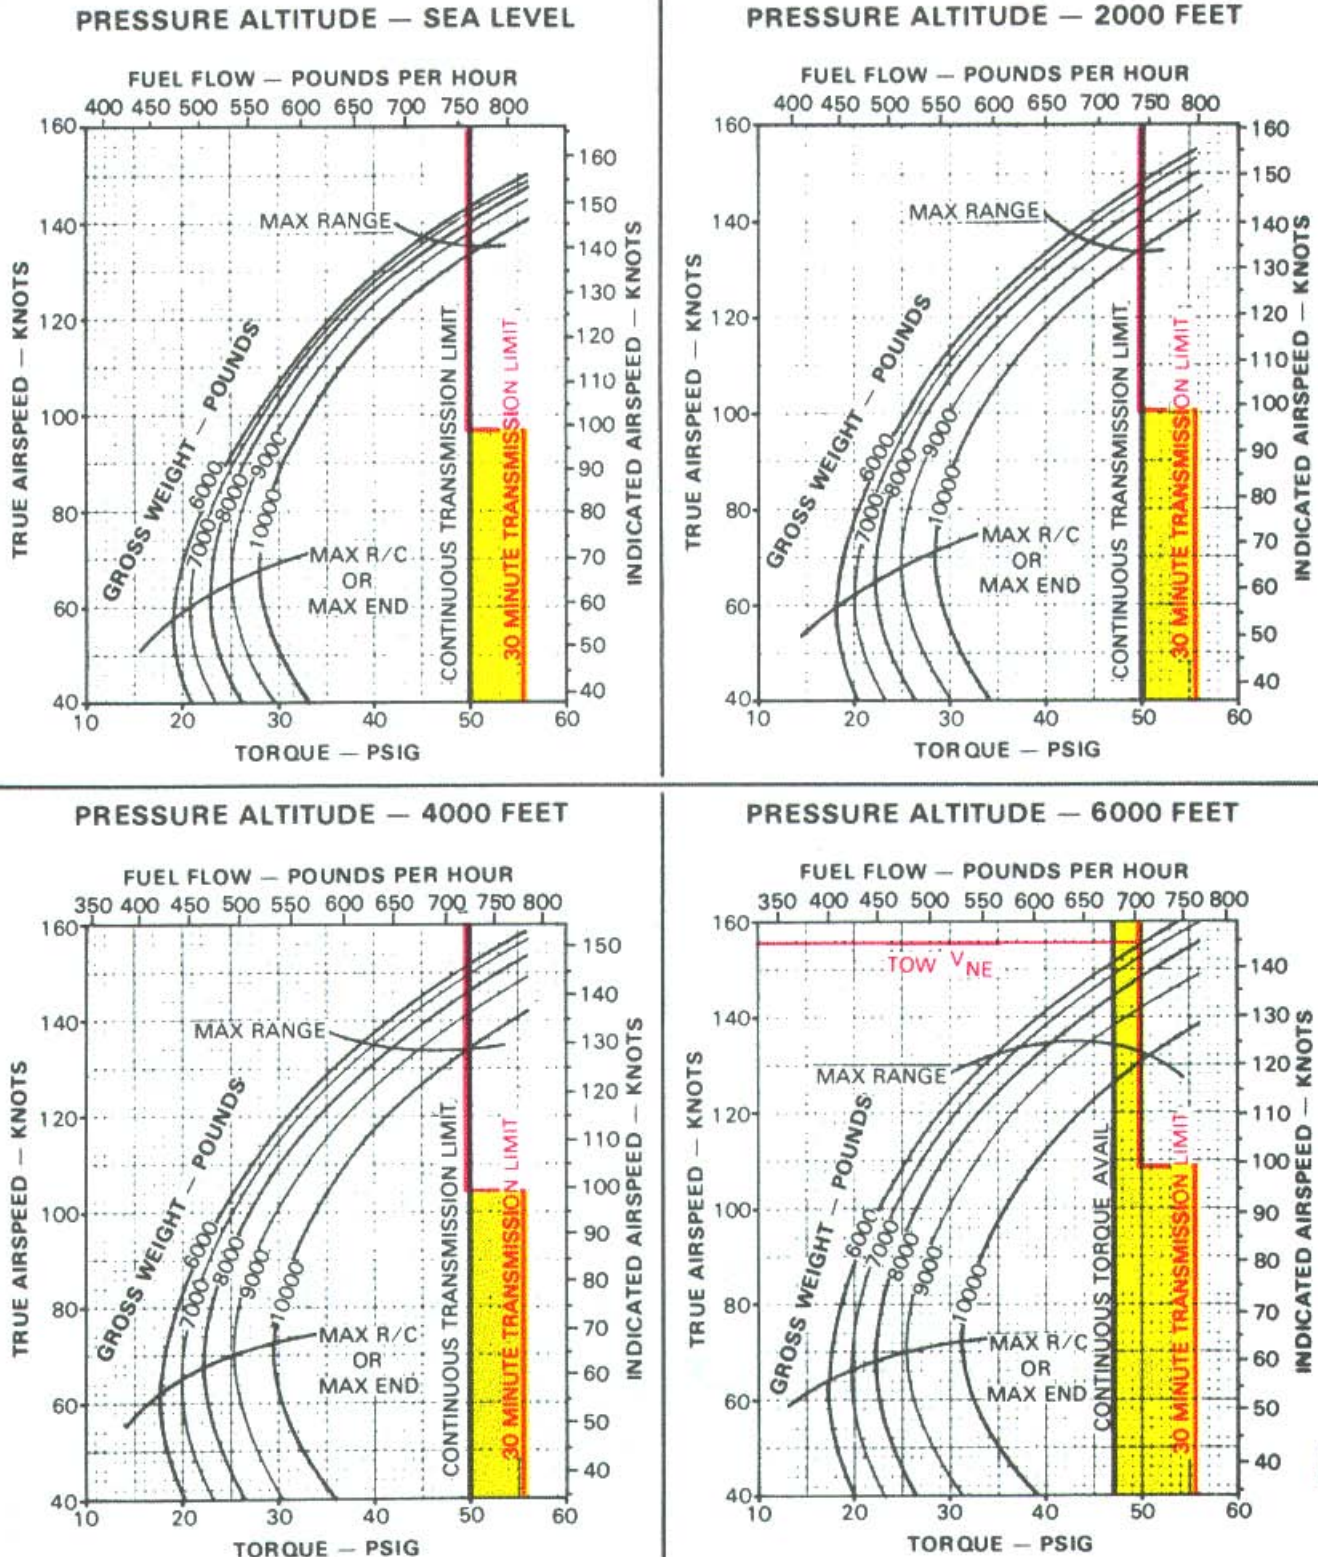 PRESSURE ALTITUDE — SEA LEVEL
FUEL FLOW — POUNDS PER HOUR
400 450 500 550 600 650 700 750 800
160
140
120
100
80
60
40
TRUE AIRSPEED — KNOTS
160
150
140
130
120
110
100
90
80
70
60
50
40
INDICATED AIRSPEED — KNOTS
MAX RANGE
GROSS WEIGHT — POUNDS
6000
7000
8000
9000
10000
MAX R/C
OR
MAX END
CONTINUOUS TRANSMISSION LIMIT
30 MINUTE TRANSMISSION LIMIT
10 20 30 40 50 60
TORQUE — PSIG
PRESSURE ALTITUDE — 2000 FEET
FUEL FLOW — POUNDS PER HOUR
400 450 500 550 600 650 700 750 800
160
140
120
100
80
60
40
TRUE AIRSPEED — KNOTS
160
150
140
130
120
110
100
90
80
70
60
50
40
INDICATED AIRSPEED — KNOTS
MAX RANGE
GROSS WEIGHT — POUNDS
6000
7000
8000
9000
10000
MAX R/C
OR
MAX END
CONTINUOUS TRANSMISSION LIMIT
30 MINUTE TRANSMISSION LIMIT
10 20 30 40 50 60
TORQUE — PSIG
PRESSURE ALTITUDE — 4000 FEET
FUEL FLOW — POUNDS PER HOUR
350 400 450 500 550 600 650 700 750 800
160
140
120
100
80
60
40
TRUE AIRSPEED — KNOTS
150
140
130
120
110
100
90
80
70
60
50
40
INDICATED AIRSPEED — KNOTS
MAX RANGE
GROSS WEIGHT — POUNDS
6000
7000
8000
9000
10000
MAX R/C
OR
MAX END
CONTINUOUS TRANSMISSION LIMIT
30 MINUTE TRANSMISSION LIMIT
10 20 30 40 50 60
TORQUE — PSIG
PRESSURE ALTITUDE — 6000 FEET
FUEL FLOW — POUNDS PER HOUR
350 400 450 500 550 600 650 700 750 800
160
140
120
100
80
60
40
TRUE AIRSPEED — KNOTS
140
130
120
110
100
90
80
70
60
50
40
INDICATED AIRSPEED — KNOTS
TOW VNE
MAX RANGE
GROSS WEIGHT — POUNDS
6000
7000
8000
9000
10000
MAX R/C
OR
MAX END
CONTINUOUS TORQUE AVAIL
30 MINUTE TRANSMISSION LIMIT
10 20 30 40 50 60
TORQUE — PSIG